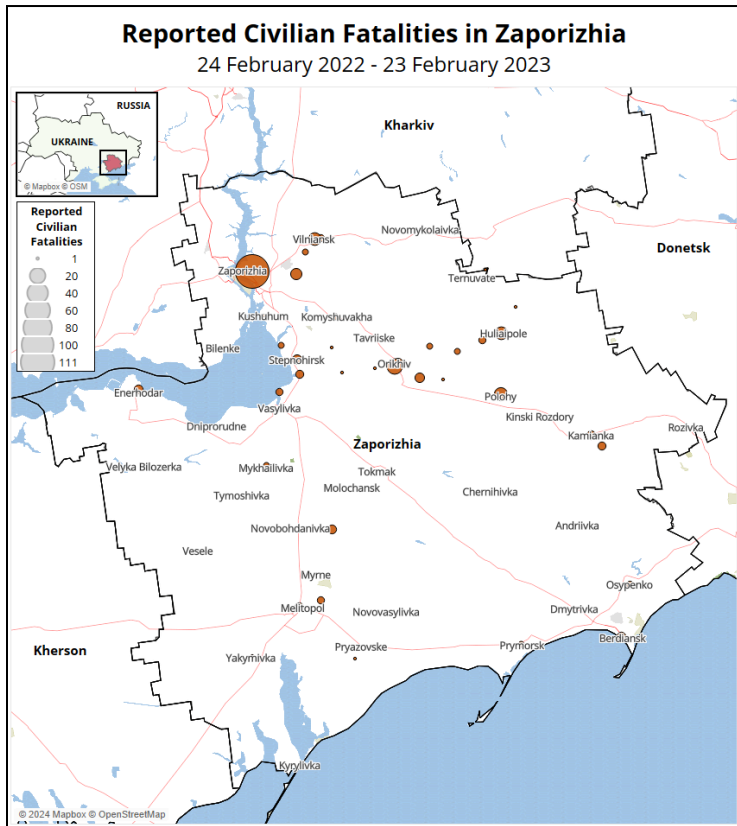 Reported Civilian Fatalities in Zaporizhia
24 February 2022 - 23 February 2023
RUSSIA
UKRAINE
© Mapbox © OSM
Kharkiv
Reported
Civilian
Fatalities
1
20
40
60
80
100
111
Vilniansk
Novomykolaivka
Donetsk
Zaporizhia
Ternuvate
Kushuhum
Komyshuvakha
Tavriiske
Huliaipole
Bilenke
Stepnohirsk
Orikhiv
Enerhodar
Vasylivka
Polohy
Kinski Rozdory
Dniprorudne
Kamianka
Rozivka
Zaporizhia
Velyka Bilozerka
Mykhailivka
Tokmak
Molochansk
Tymoshivka
Chernihivka
Novobohdanivka
Andriivka
Vesele
Myrne
Osypenko
Melitopol
Novovasylivka
Dmytrivka
Kherson
Pryazovske
Prymorsk
Berdiansk
Yakymivka
Kyrylivka
© 2024 Mapbox © OpenStreetMap